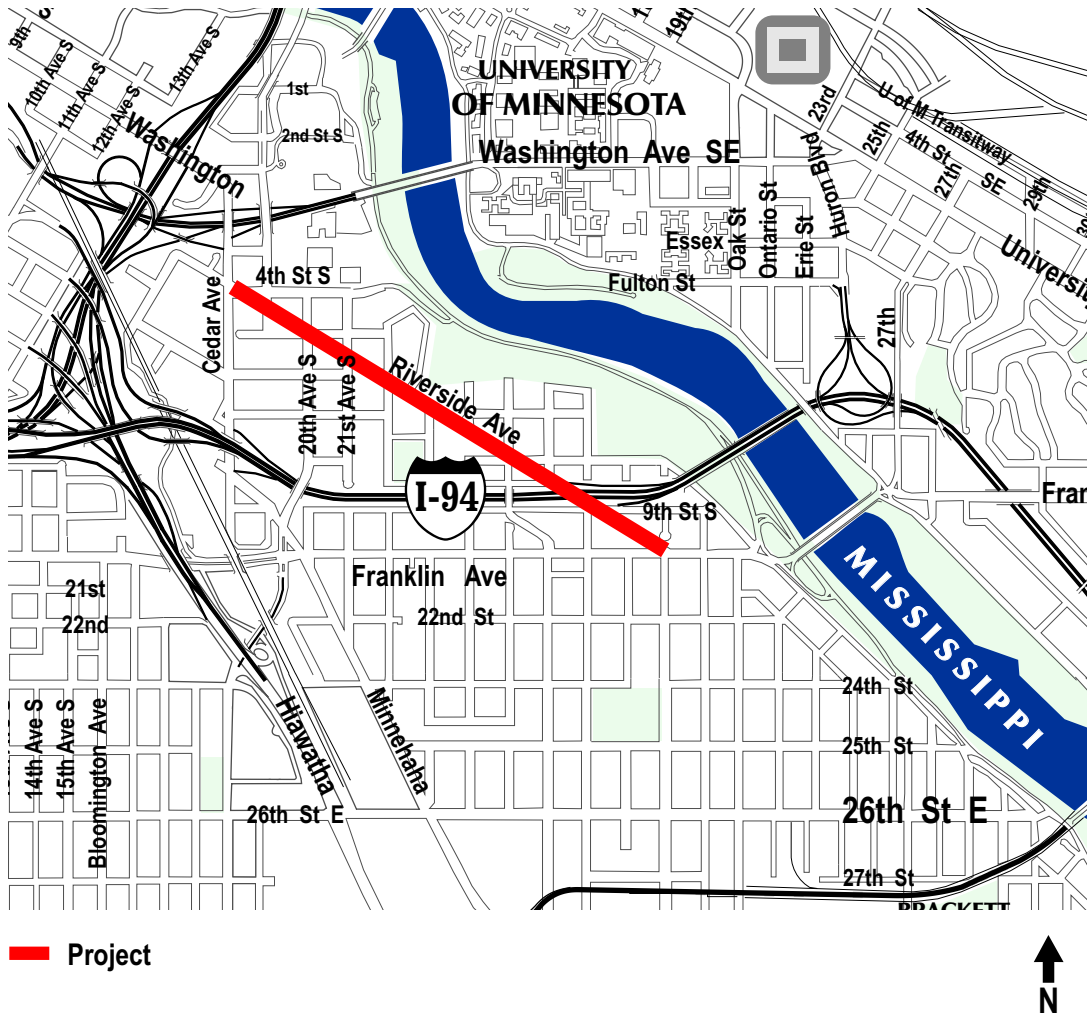 9th
10th Ave S
11th Ave S
12th Ave S
13th Ave S
Washington
1st
2nd St S
UNIVERSITY
OF MINNESOTA
Washington Ave SE
19th
23rd
Huron Blvd
25th
U of M Transitway
4th St
SE
27th
29th
Essex
Oak St
Ontario St
Erie St
Fulton St
27th
4th St S
Cedar Ave
20th Ave S
21st Ave S
Riverside Ave
I-94
9th St S
Franklin Ave
22nd St
21st
22nd
MISSISSIPPI
24th St
25th St
26th St E
27th St
14th Ave S
15th Ave S
Bloomington Ave
Hiawatha
Minnehaha
26th St E
BRACKETT
Project
N